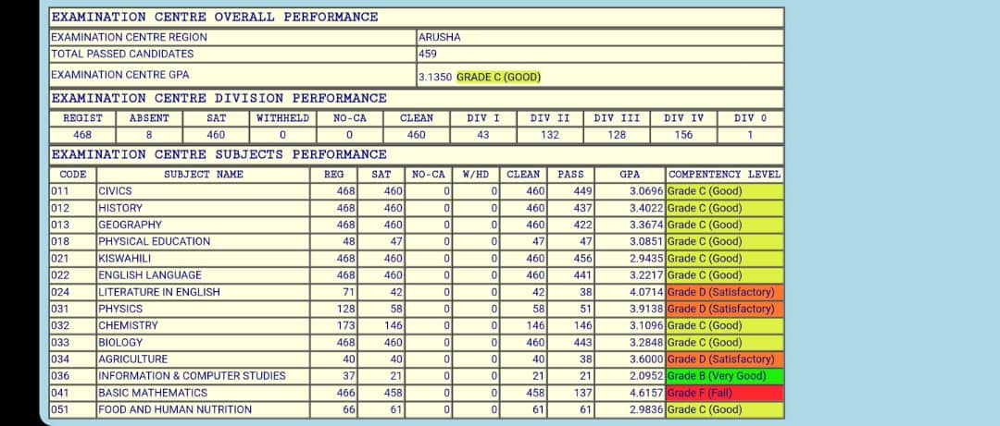 EXAMINATION CENTRE OVERALL PERFORMANCE
EXAMINATION CENTRE REGION ARUSHA
TOTAL PASSED CANDIDATES 459
EXAMINATION CENTRE GPA 3.1350 GRADE C (GOOD)
EXAMINATION CENTRE DIVISION PERFORMANCE
REGIST ABSENT SAT WITHHELD NO-CA CLEAN DIV I DIV II DIV III DIV IV DIV 0
468 8 460 0 0 460 43 132 128 156 1
EXAMINATION CENTRE SUBJECTS PERFORMANCE
CODE SUBJECT NAME REG SAT NO-CA W/HD CLEAN PASS GPA COMPENTENCY LEVEL
011 CIVICS 468 460 0 0 460 449 3.0696 Grade C (Good)
012 HISTORY 468 460 0 0 460 437 3.4022 Grade C (Good)
013 GEOGRAPHY 468 460 0 0 460 422 3.3674 Grade C (Good)
018 PHYSICAL EDUCATION 48 47 0 0 47 47 3.0851 Grade C (Good)
021 KISWAHILI 468 460 0 0 460 456 2.9435 Grade C (Good)
022 ENGLISH LANGUAGE 468 460 0 0 460 441 3.2217 Grade C (Good)
024 LITERATURE IN ENGLISH 71 42 0 0 42 38 4.0714 Grade D (Satisfactory)
031 PHYSICS 128 58 0 0 58 51 3.9138 Grade D (Satisfactory)
032 CHEMISTRY 173 146 0 0 146 146 3.1096 Grade C (Good)
033 BIOLOGY 468 460 0 0 460 443 3.2848 Grade C (Good)
034 AGRICULTURE 40 40 0 0 40 38 3.6000 Grade D (Satisfactory)
036 INFORMATION & COMPUTER STUDIES 37 21 0 0 21 21 2.0952 Grade B (Very Good)
041 BASIC MATHEMATICS 466 458 0 0 458 137 4.6157 Grade F (Fail)
051 FOOD AND HUMAN NUTRITION 66 61 0 0 61 61 2.9836 Grade C (Good)